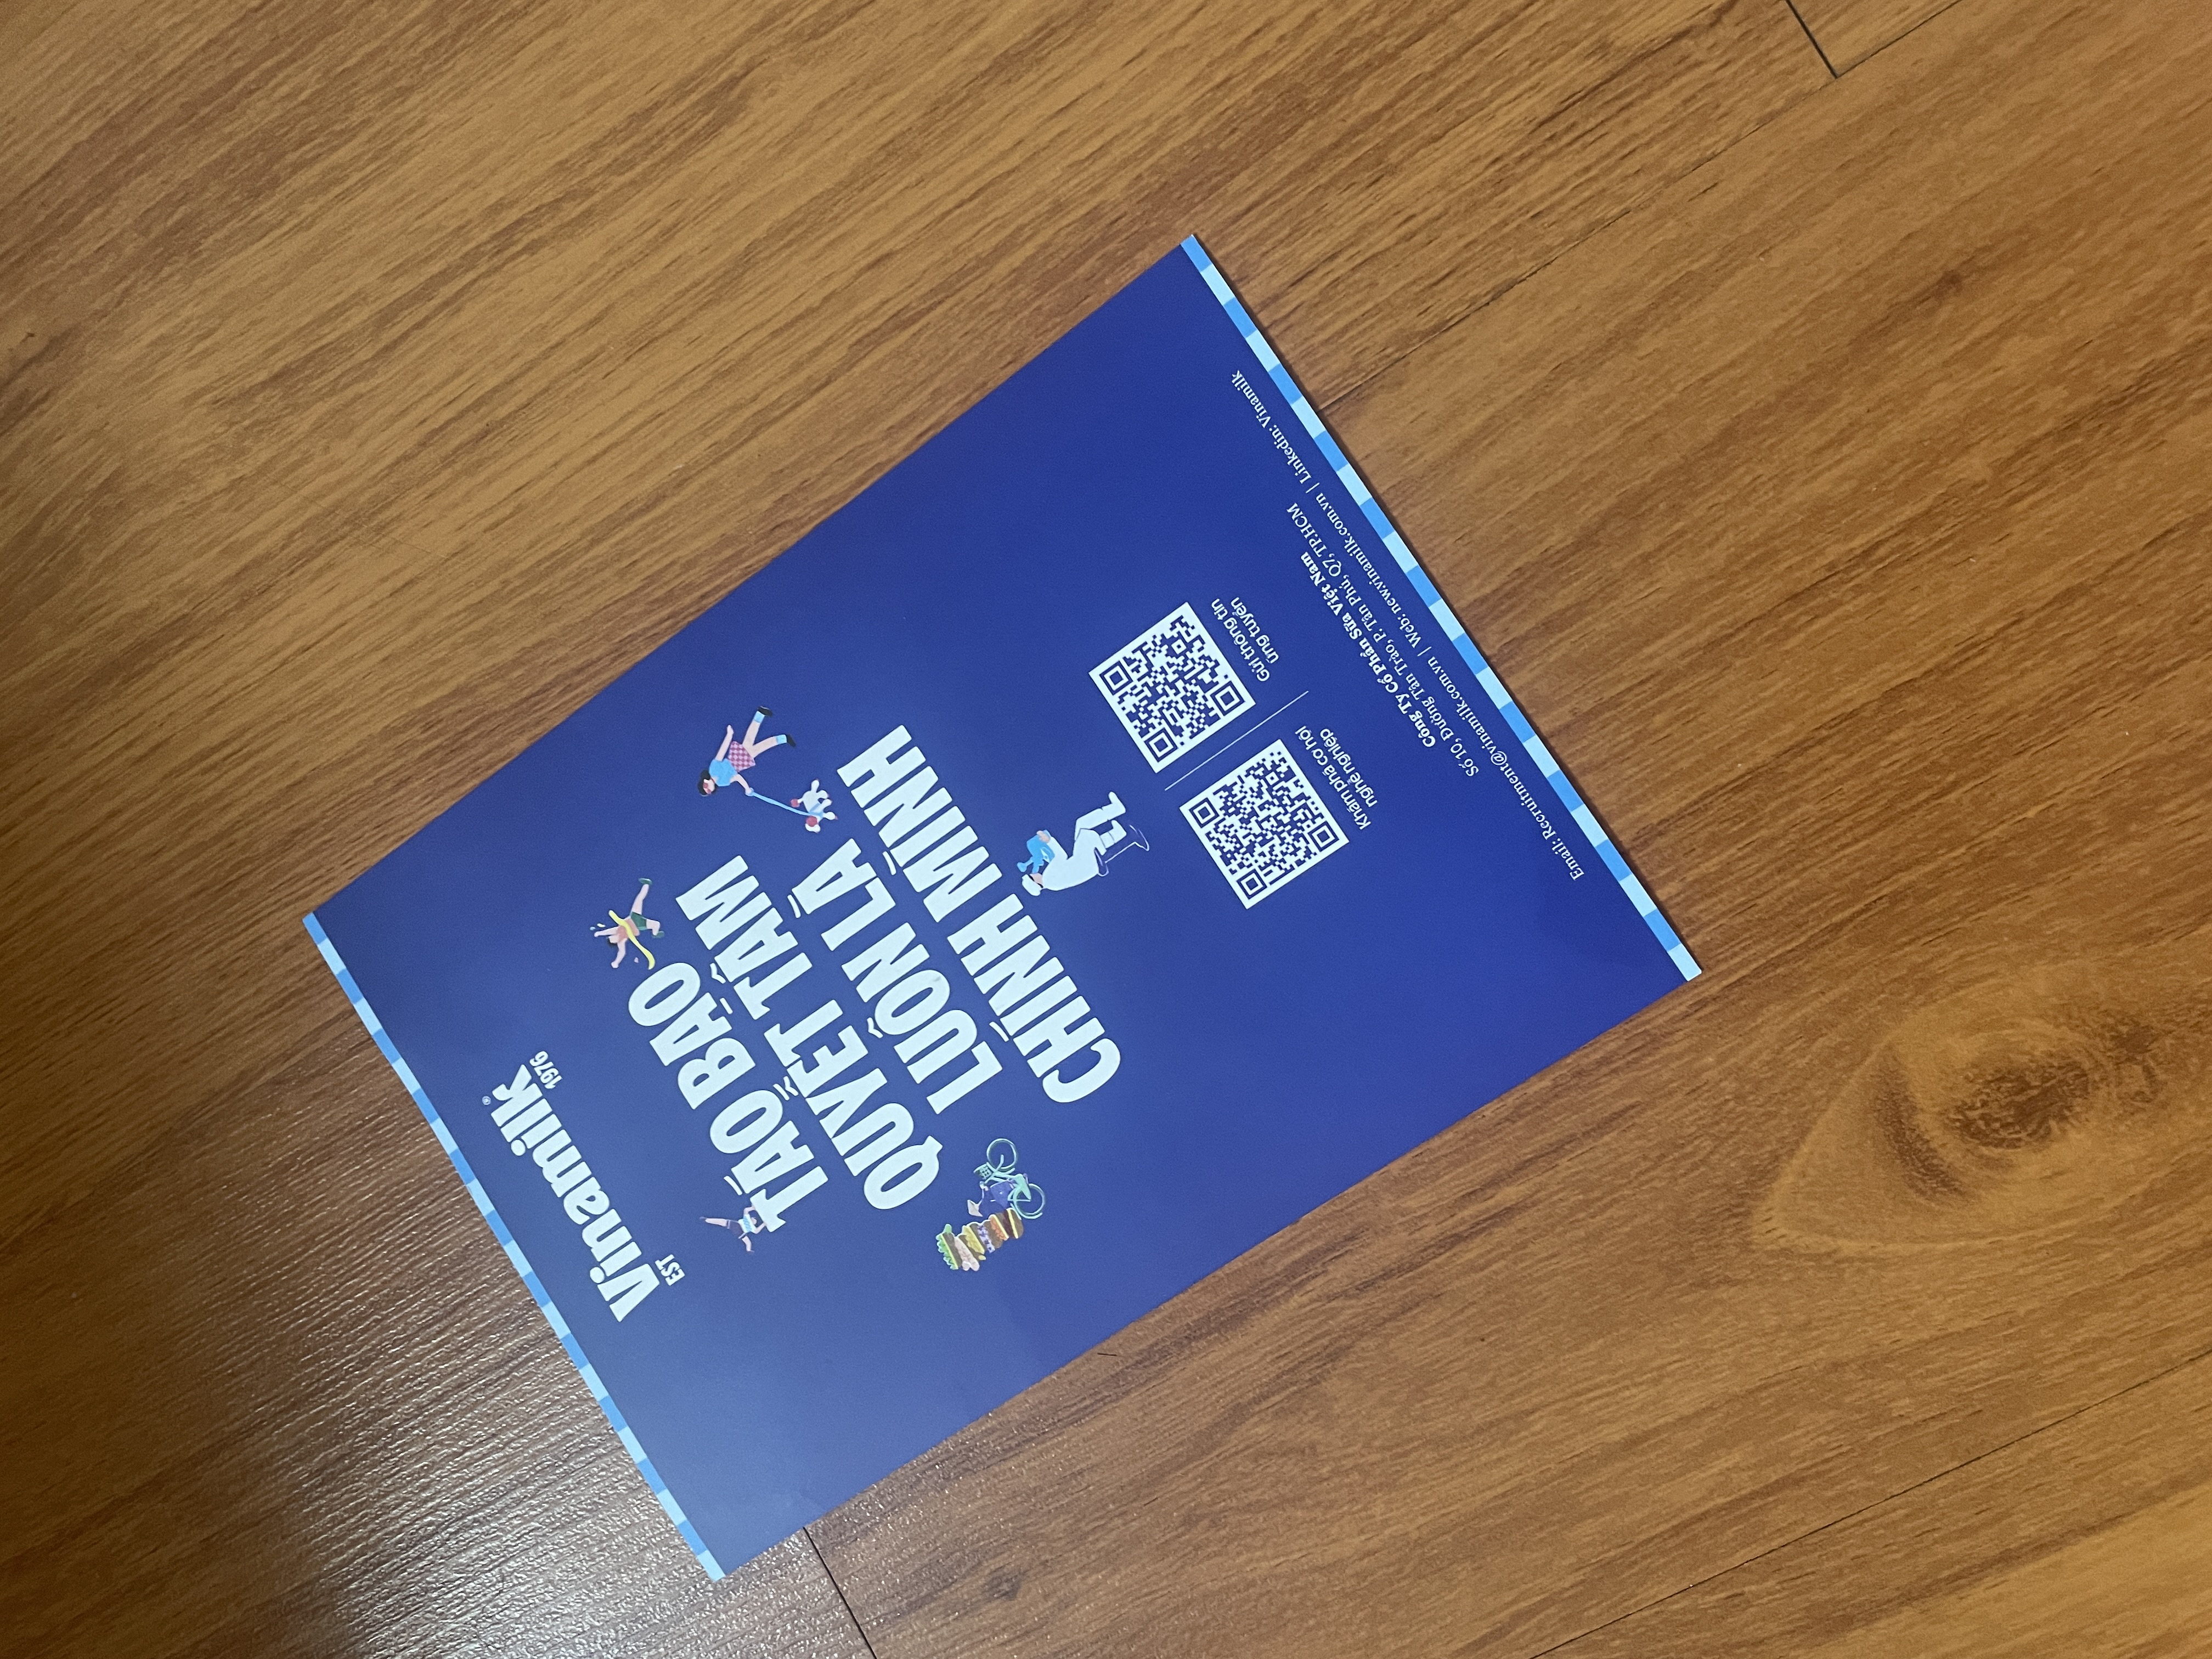 Vinamilk®
EST 1976
TÁO BẠO
QUYẾT TÂM
LUÔN LÀ
CHÍNH MÌNH
Khám phá cơ hội
nghề nghiệp
Gửi thông tin
ứng tuyển
Công Ty Cổ Phần Sữa Việt Nam
Số 10, Đường Tân Trào, P. Tân Phú, Q7, TP.HCM
Email: Recruitment@vinamilk.com.vn | Web: new.vinamilk.com.vn | Linkedin: Vinamilk